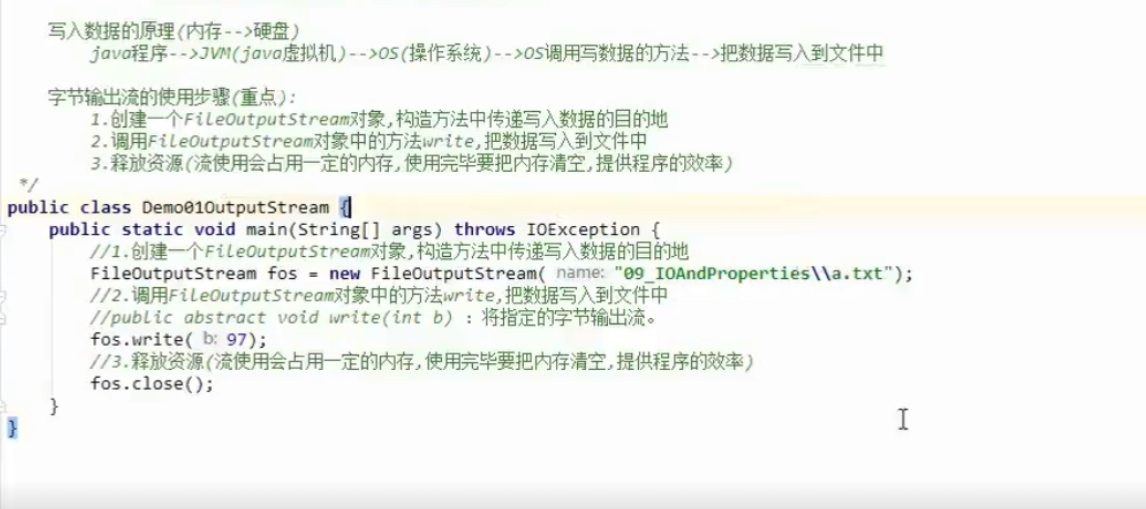 写入数据的原理(内存-->硬盘)
java程序-->JVM(java虚拟机)-->OS(操作系统)-->OS调用写数据的方法-->把数据写入到文件中
字节输出流的使用步骤(重点):
1.创建一个FileOutputStream对象,构造方法中传递写入数据的目的地
2.调用FileOutputStream对象中的方法write,把数据写入到文件中
3.释放资源(流使用会占用一定的内存,使用完毕要把内存清空,提供程序的效率)
*/
public class Demo01OutputStream {
public static void main(String[] args) throws IOException {
//1.创建一个FileOutputStream对象,构造方法中传递写入数据的目的地
FileOutputStream fos = new FileOutputStream( name: "09_IOAndProperties\\a.txt");
//2.调用FileOutputStream对象中的方法write,把数据写入到文件中
//public abstract void write(int b) :将指定的字节输出流。
fos.write( b: 97);
//3.释放资源(流使用会占用一定的内存,使用完毕要把内存清空,提供程序的效率)
fos.close();
}
}